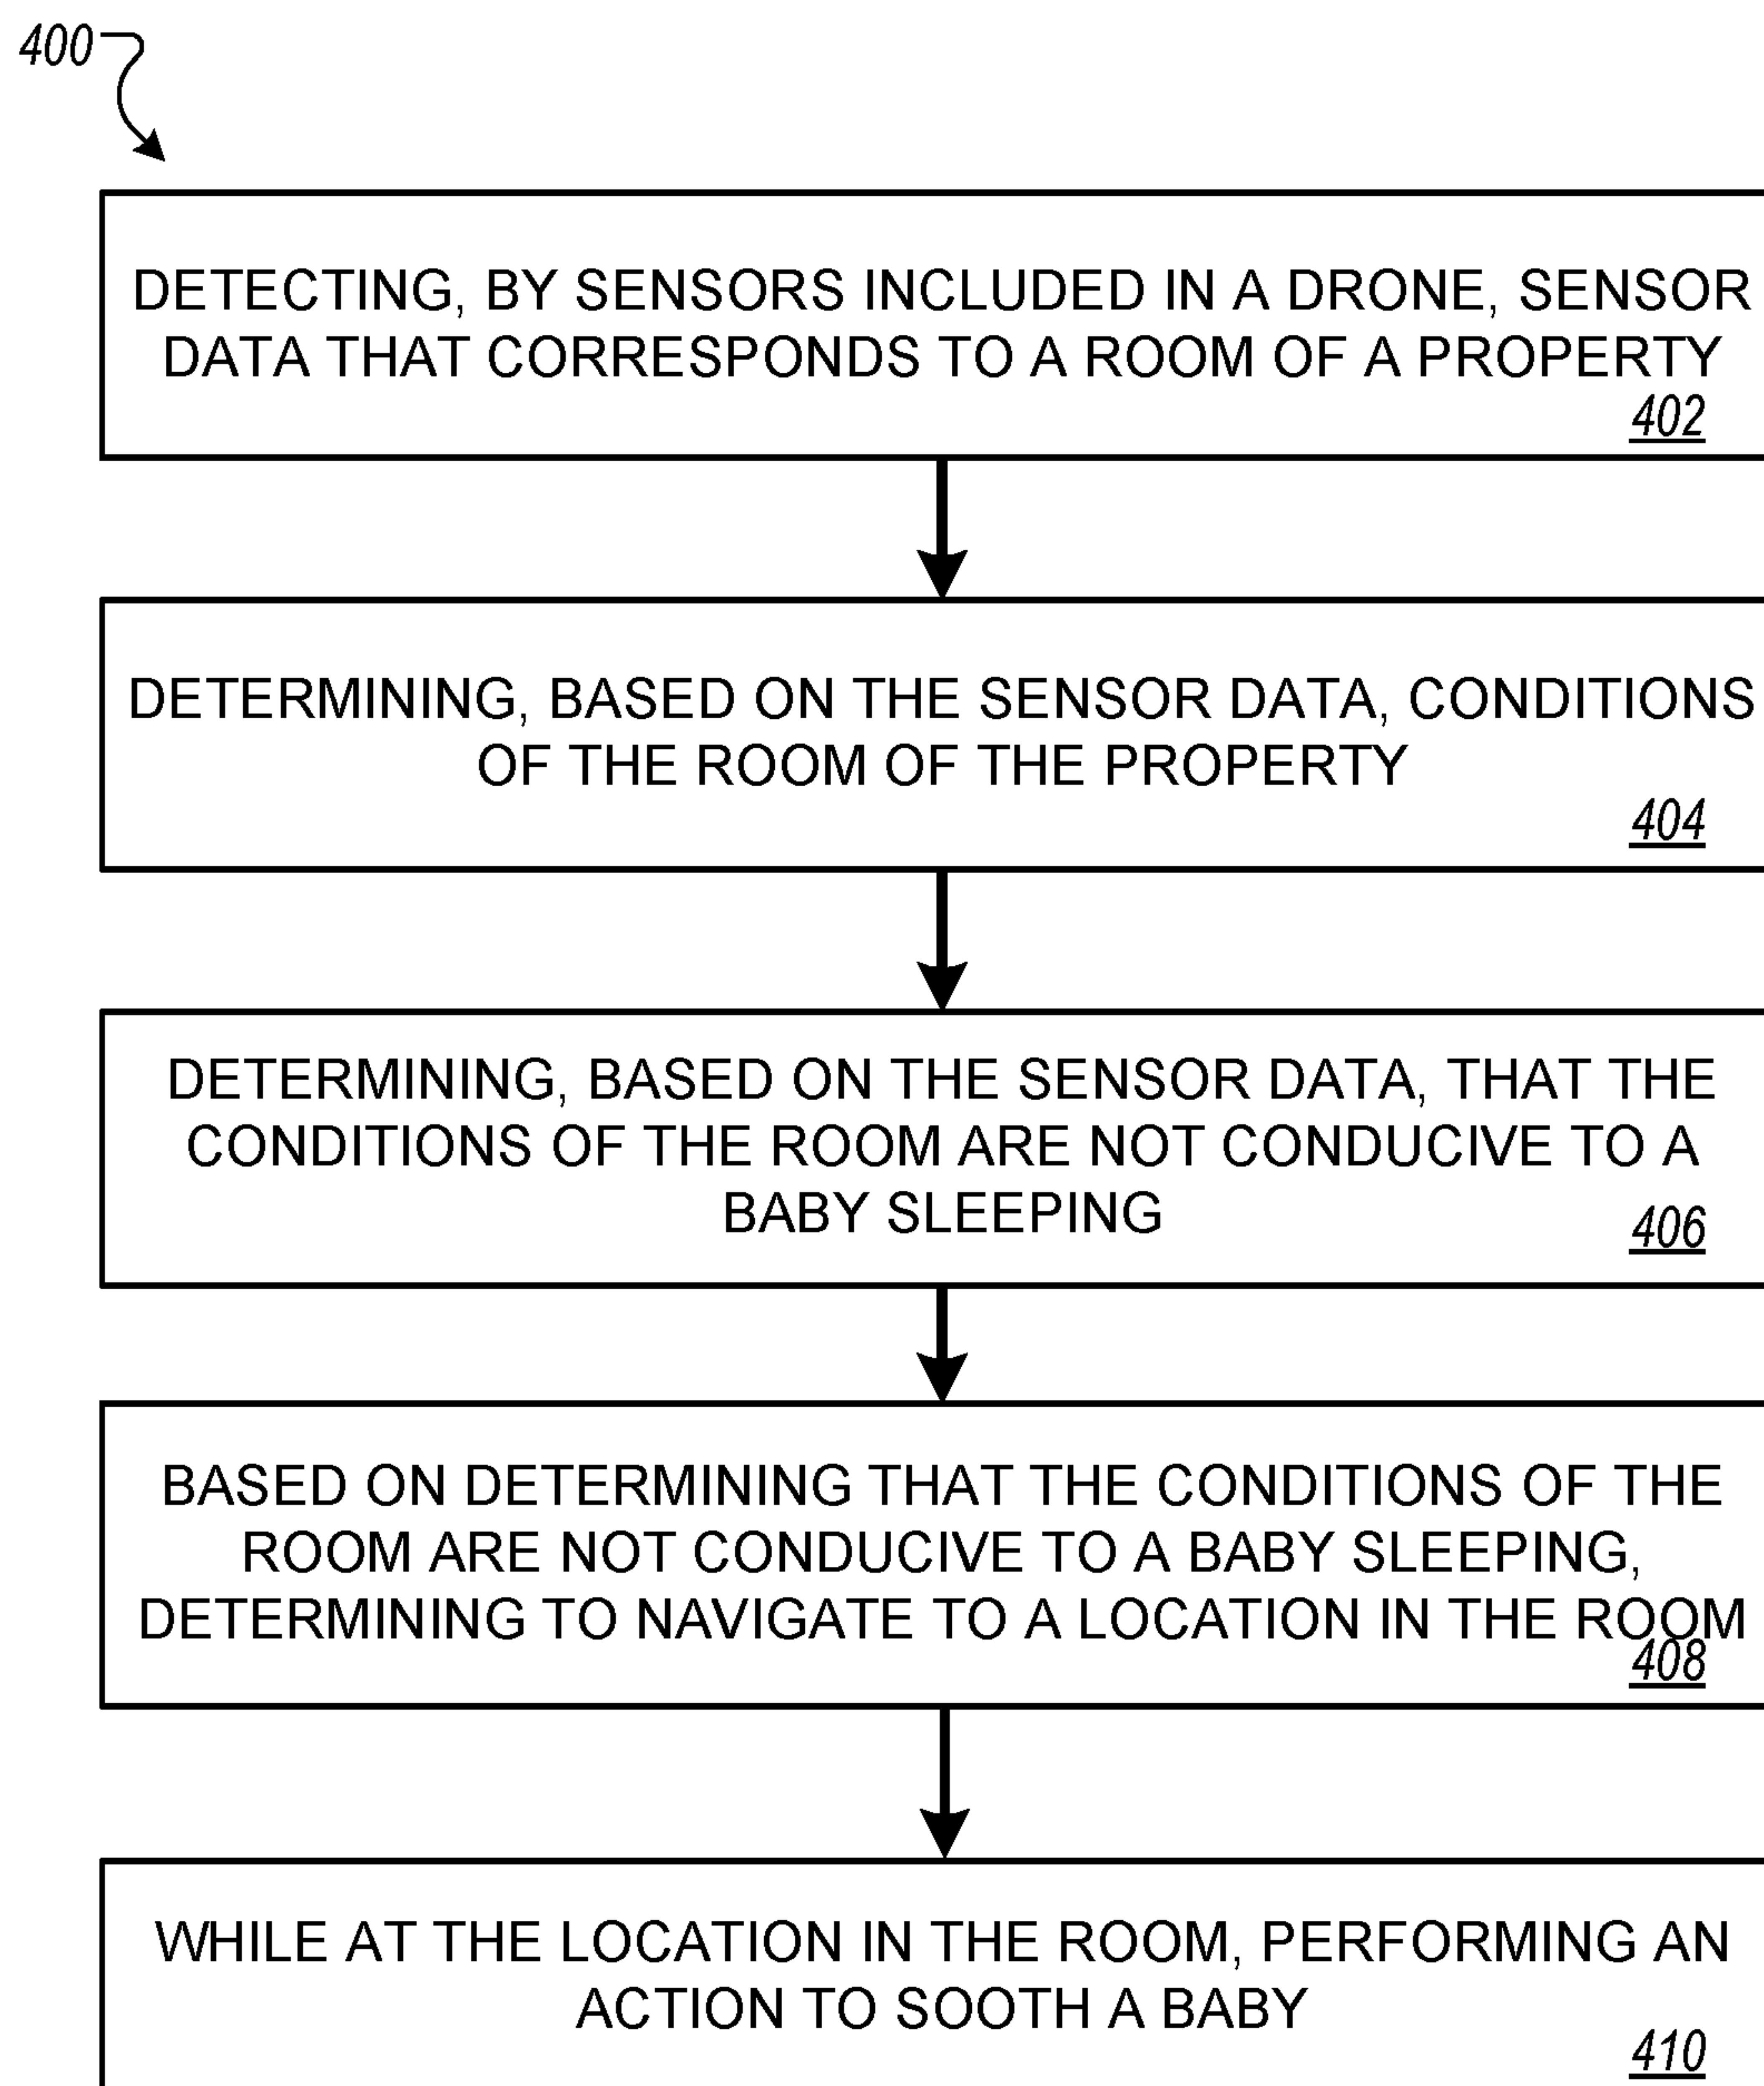 400
DETECTING, BY SENSORS INCLUDED IN A DRONE, SENSOR
DATA THAT CORRESPONDS TO A ROOM OF A PROPERTY
402
DETERMINING, BASED ON THE SENSOR DATA, CONDITIONS
OF THE ROOM OF THE PROPERTY
404
DETERMINING, BASED ON THE SENSOR DATA, THAT THE
CONDITIONS OF THE ROOM ARE NOT CONDUCIVE TO A
BABY SLEEPING
406
BASED ON DETERMINING THAT THE CONDITIONS OF THE
ROOM ARE NOT CONDUCIVE TO A BABY SLEEPING,
DETERMINING TO NAVIGATE TO A LOCATION IN THE ROOM
408
WHILE AT THE LOCATION IN THE ROOM, PERFORMING AN
ACTION TO SOOTH A BABY
410